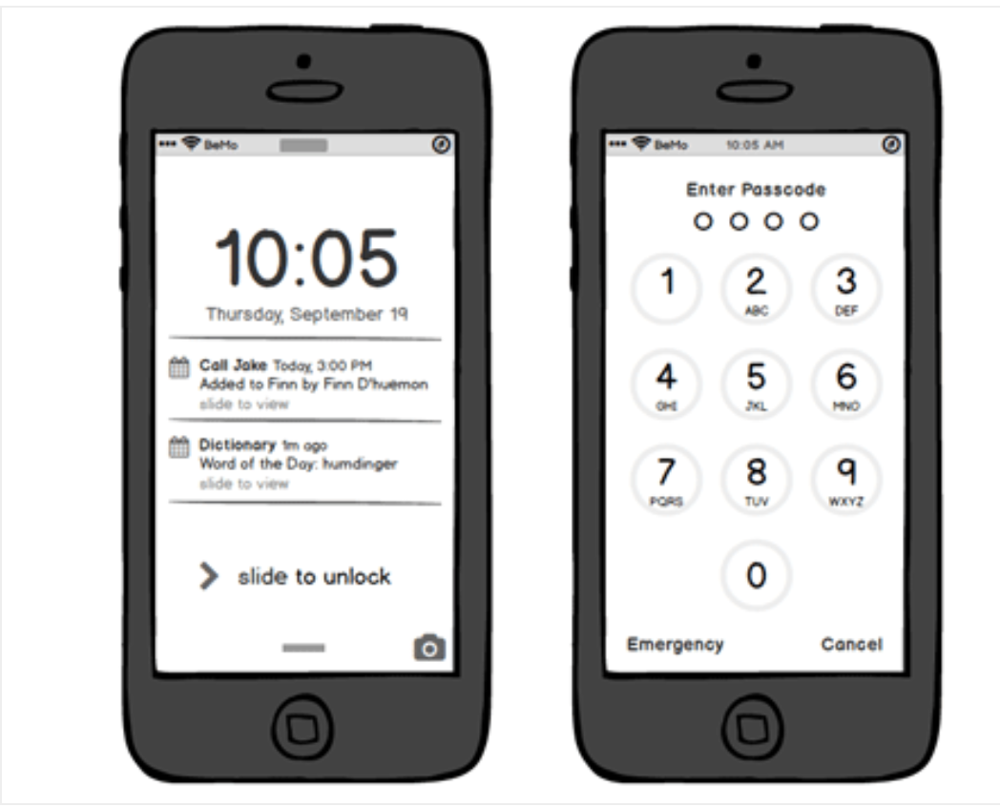 BeMo
10:05
Thursday, September 19
Call Jake Today, 3:00 PM
Added to Finn by Finn D'huemon
slide to view
Dictionary 1m ago
Word of the Day: humdinger
slide to view
slide to unlock
BeMo 10:05 AM
Enter Passcode
1 2 3
ABC DEF
4 5 6
GHI JKL MNO
7 8 9
PQRS TUV WXYZ
0
Emergency Cancel